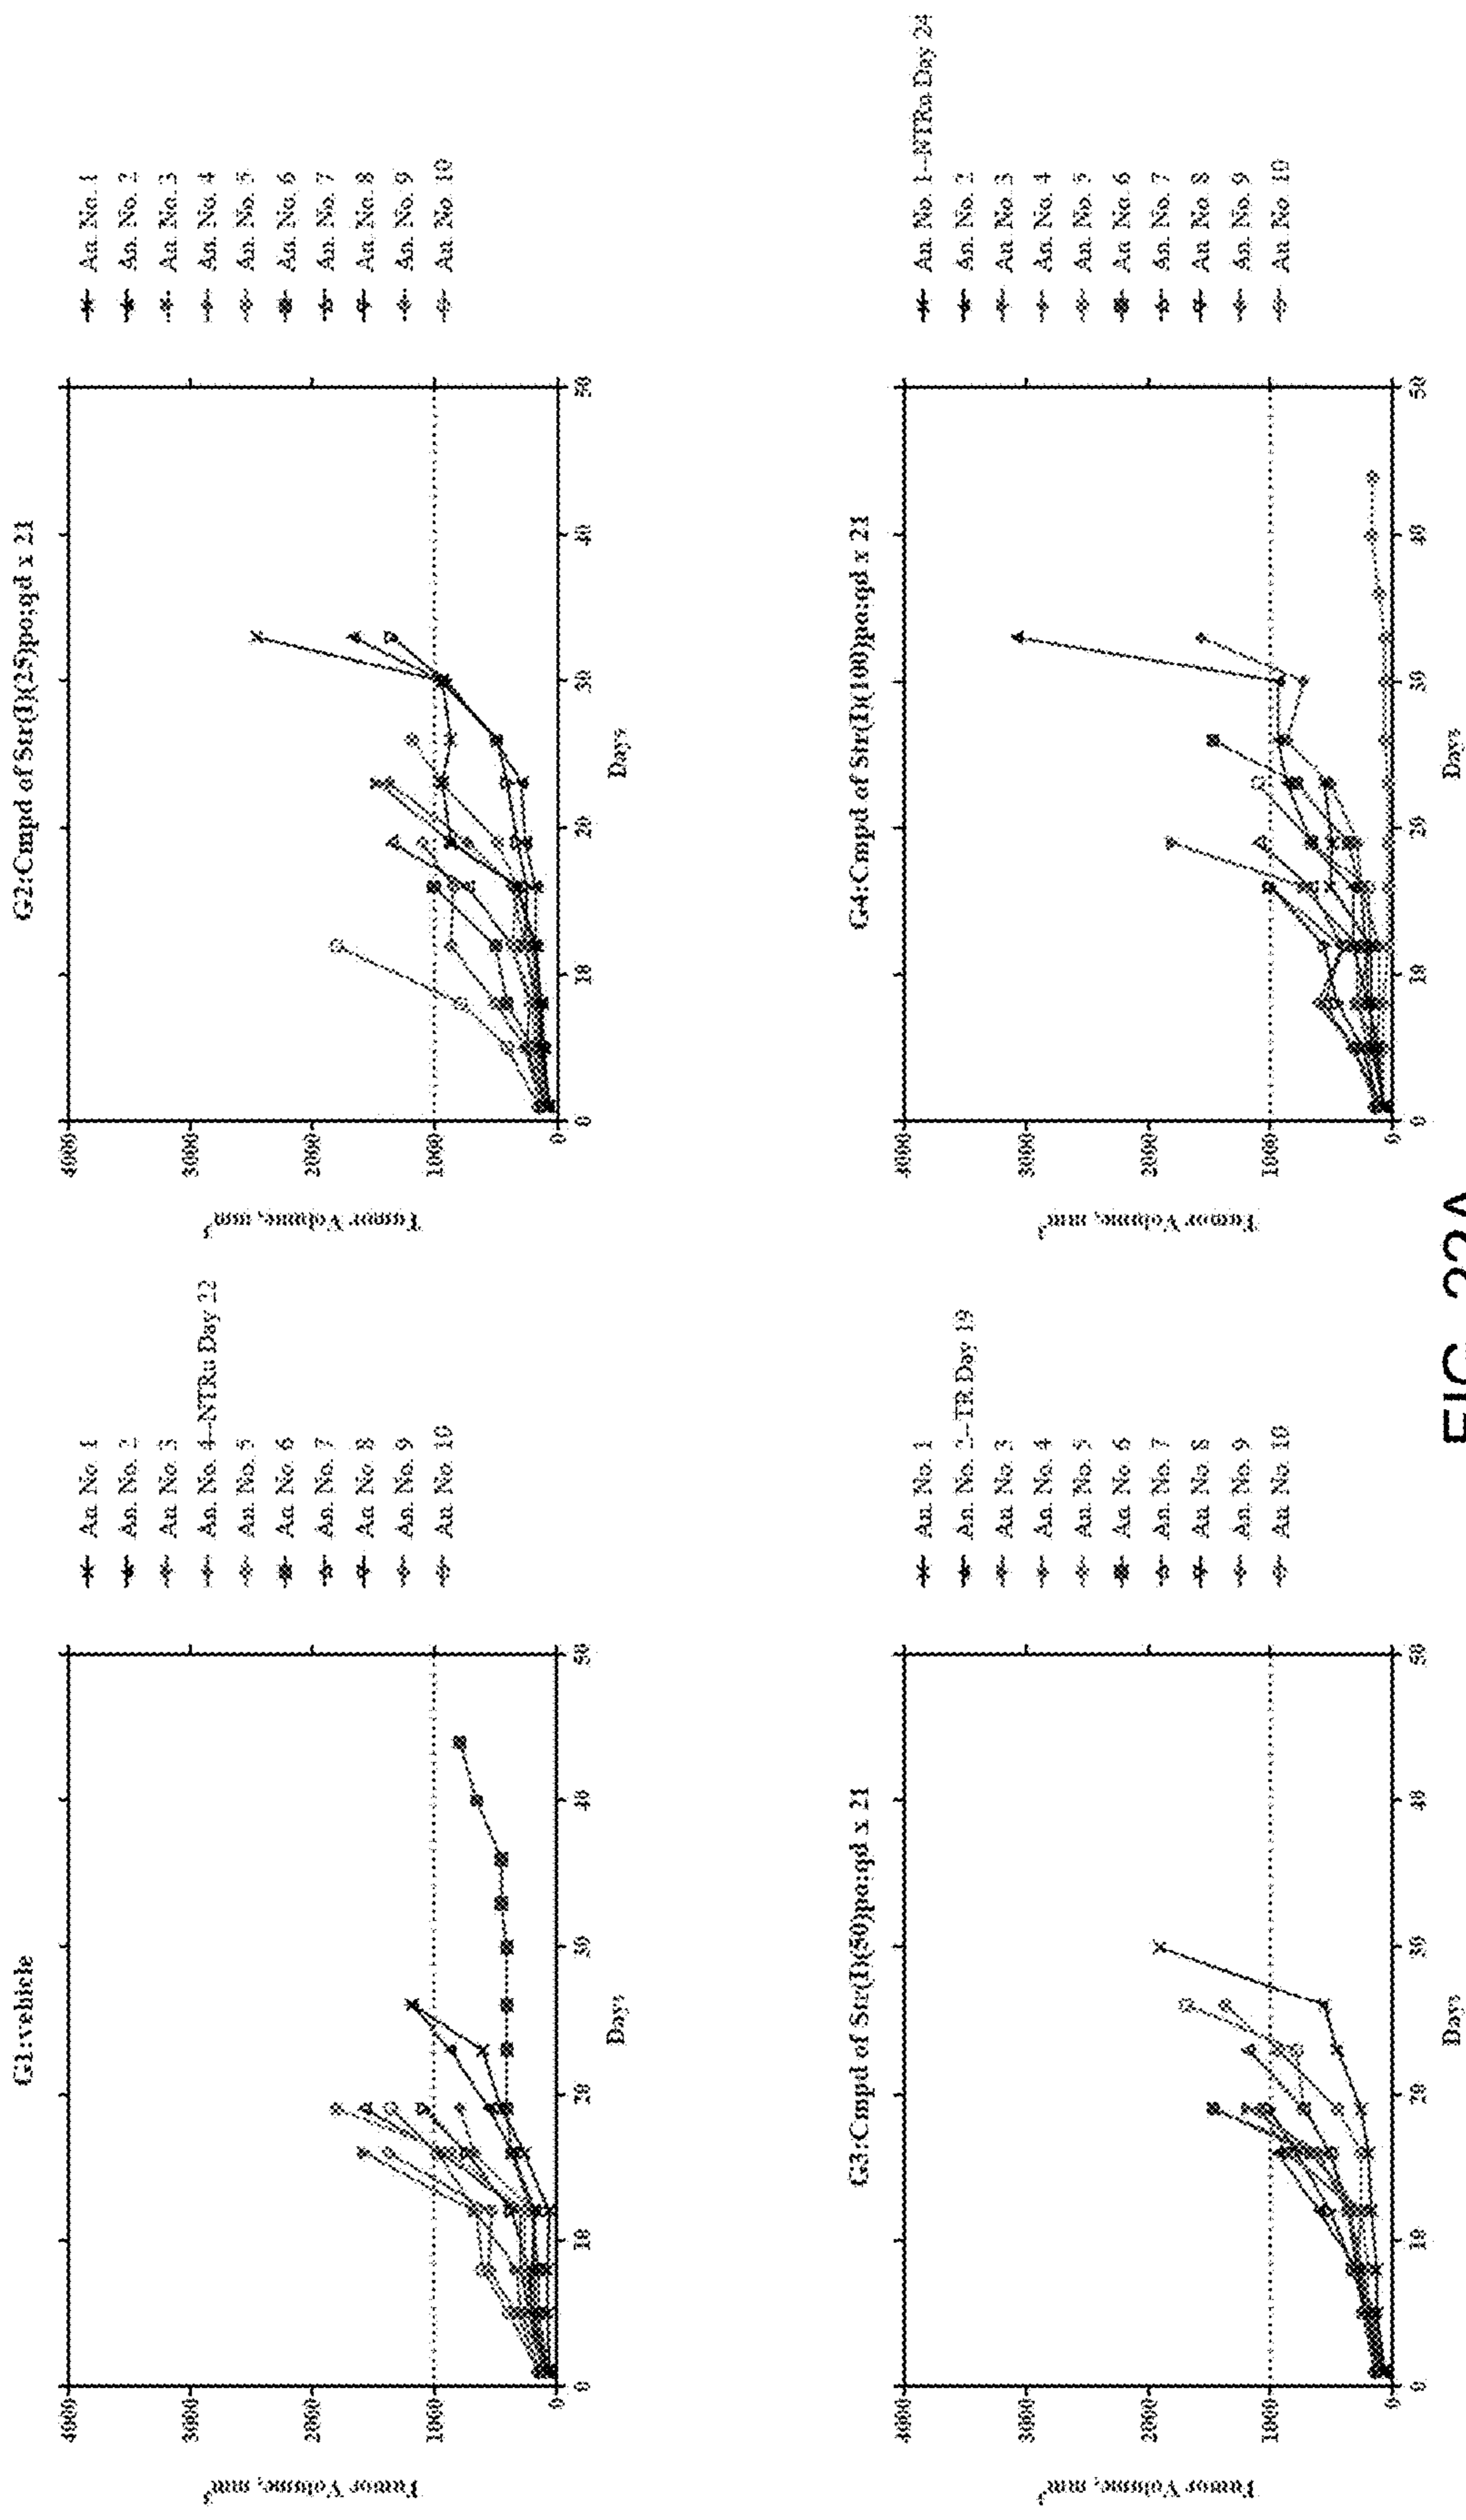 G1:vehicle
Tumor Volume, mm³
4000
3000
2000
1000
0
0
10
20
30
40
50
Days
An. No. 1
An. No. 2
An. No. 3
An. No. 4--NTRu Day 22
An. No. 5
An. No. 6
An. No. 7
An. No. 8
An. No. 9
An. No. 10
G2:Cmpd of Str(I)(25)po:qd x 21
Tumor Volume, mm³
4000
3000
2000
1000
0
0
10
20
30
40
50
Days
An. No. 1
An. No. 2
An. No. 3
An. No. 4
An. No. 5
An. No. 6
An. No. 7
An. No. 8
An. No. 9
An. No. 10
G3:Cmpd of Str(I)(50)po:qd x 21
Tumor Volume, mm³
4000
3000
2000
1000
0
0
10
20
30
40
50
Days
An. No. 1
An. No. 2--TR Day 19
An. No. 3
An. No. 4
An. No. 5
An. No. 6
An. No. 7
An. No. 8
An. No. 9
An. No. 10
G4:Cmpd of Str(I)(100)po:qd x 21
Tumor Volume, mm³
4000
3000
2000
1000
0
0
10
20
30
40
50
Days
An. No. 1--NTRu Day 24
An. No. 2
An. No. 3
An. No. 4
An. No. 5
An. No. 6
An. No. 7
An. No. 8
An. No. 9
An. No. 10
FIG. 22A